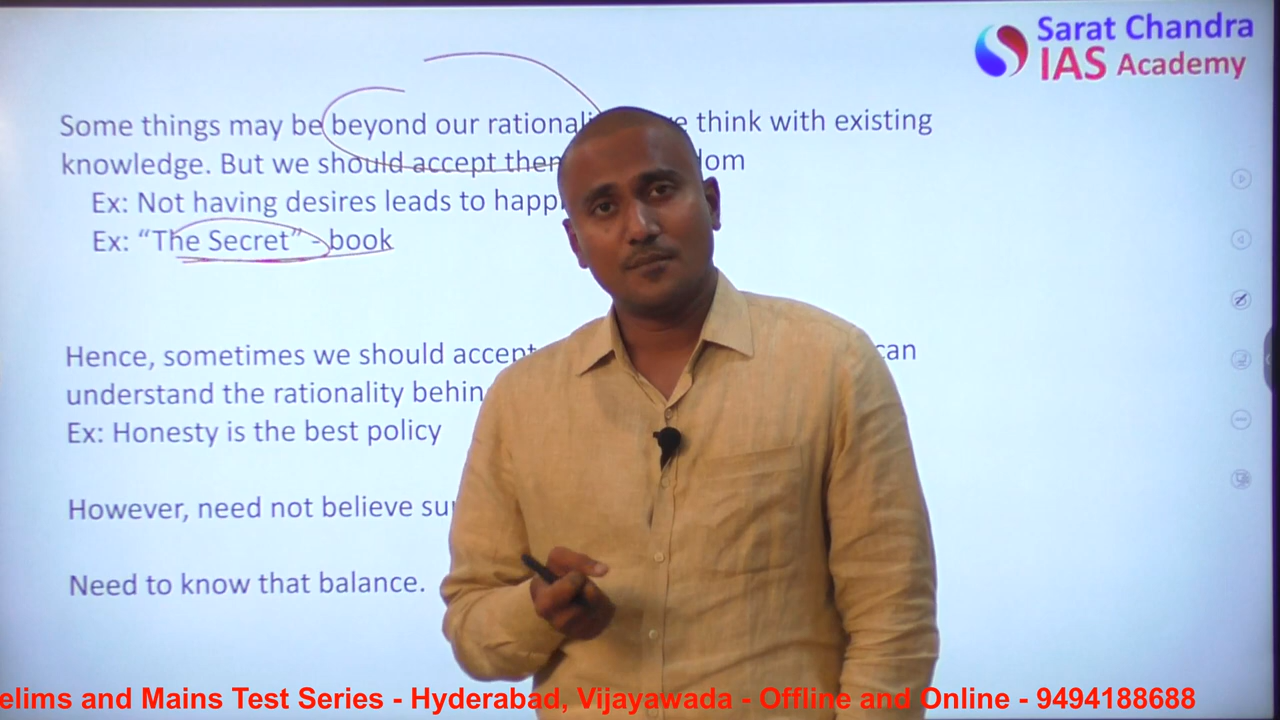 Sarat Chandra
IAS Academy
Some things may be beyond our rationali think with existing
knowledge. But we should accept them
Ex: Not having desires leads to happ
Ex: “The Secret” - book
Hence, sometimes we should accept can
understand the rationality behin
Ex: Honesty is the best policy
However, need not believe su
Need to know that balance.
elims and Mains Test Series - Hyderabad, Vijayawada - Offline and Online - 9494188688